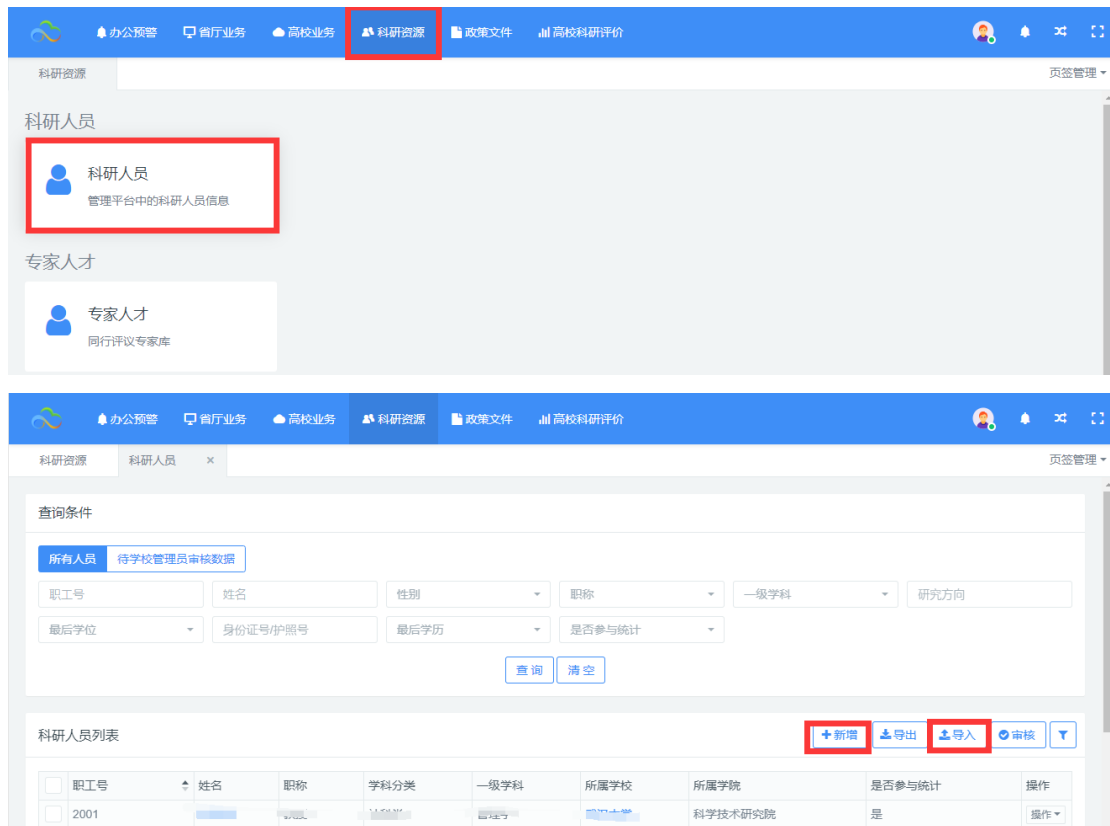 办公预警 省厅业务 高校业务 科研资源 政策文件 高校科研评价
科研资源 页签管理
科研人员
科研人员
管理平台中的科研人员信息
专家人才
专家人才
同行评议专家库
办公预警 省厅业务 高校业务 科研资源 政策文件 高校科研评价
科研资源 科研人员 × 页签管理
查询条件
所有人员 待学校管理员审核数据
职工号 姓名 性别 职称 一级学科 研究方向
最后学位 身份证号/护照号 最后学历 是否参与统计
查询 清空
科研人员列表 +新增 导出 导入 审核
职工号 姓名 职称 学科分类 一级学科 所属学校 所属学院 是否参与统计 操作
2001 科学技术研究院 是 操作